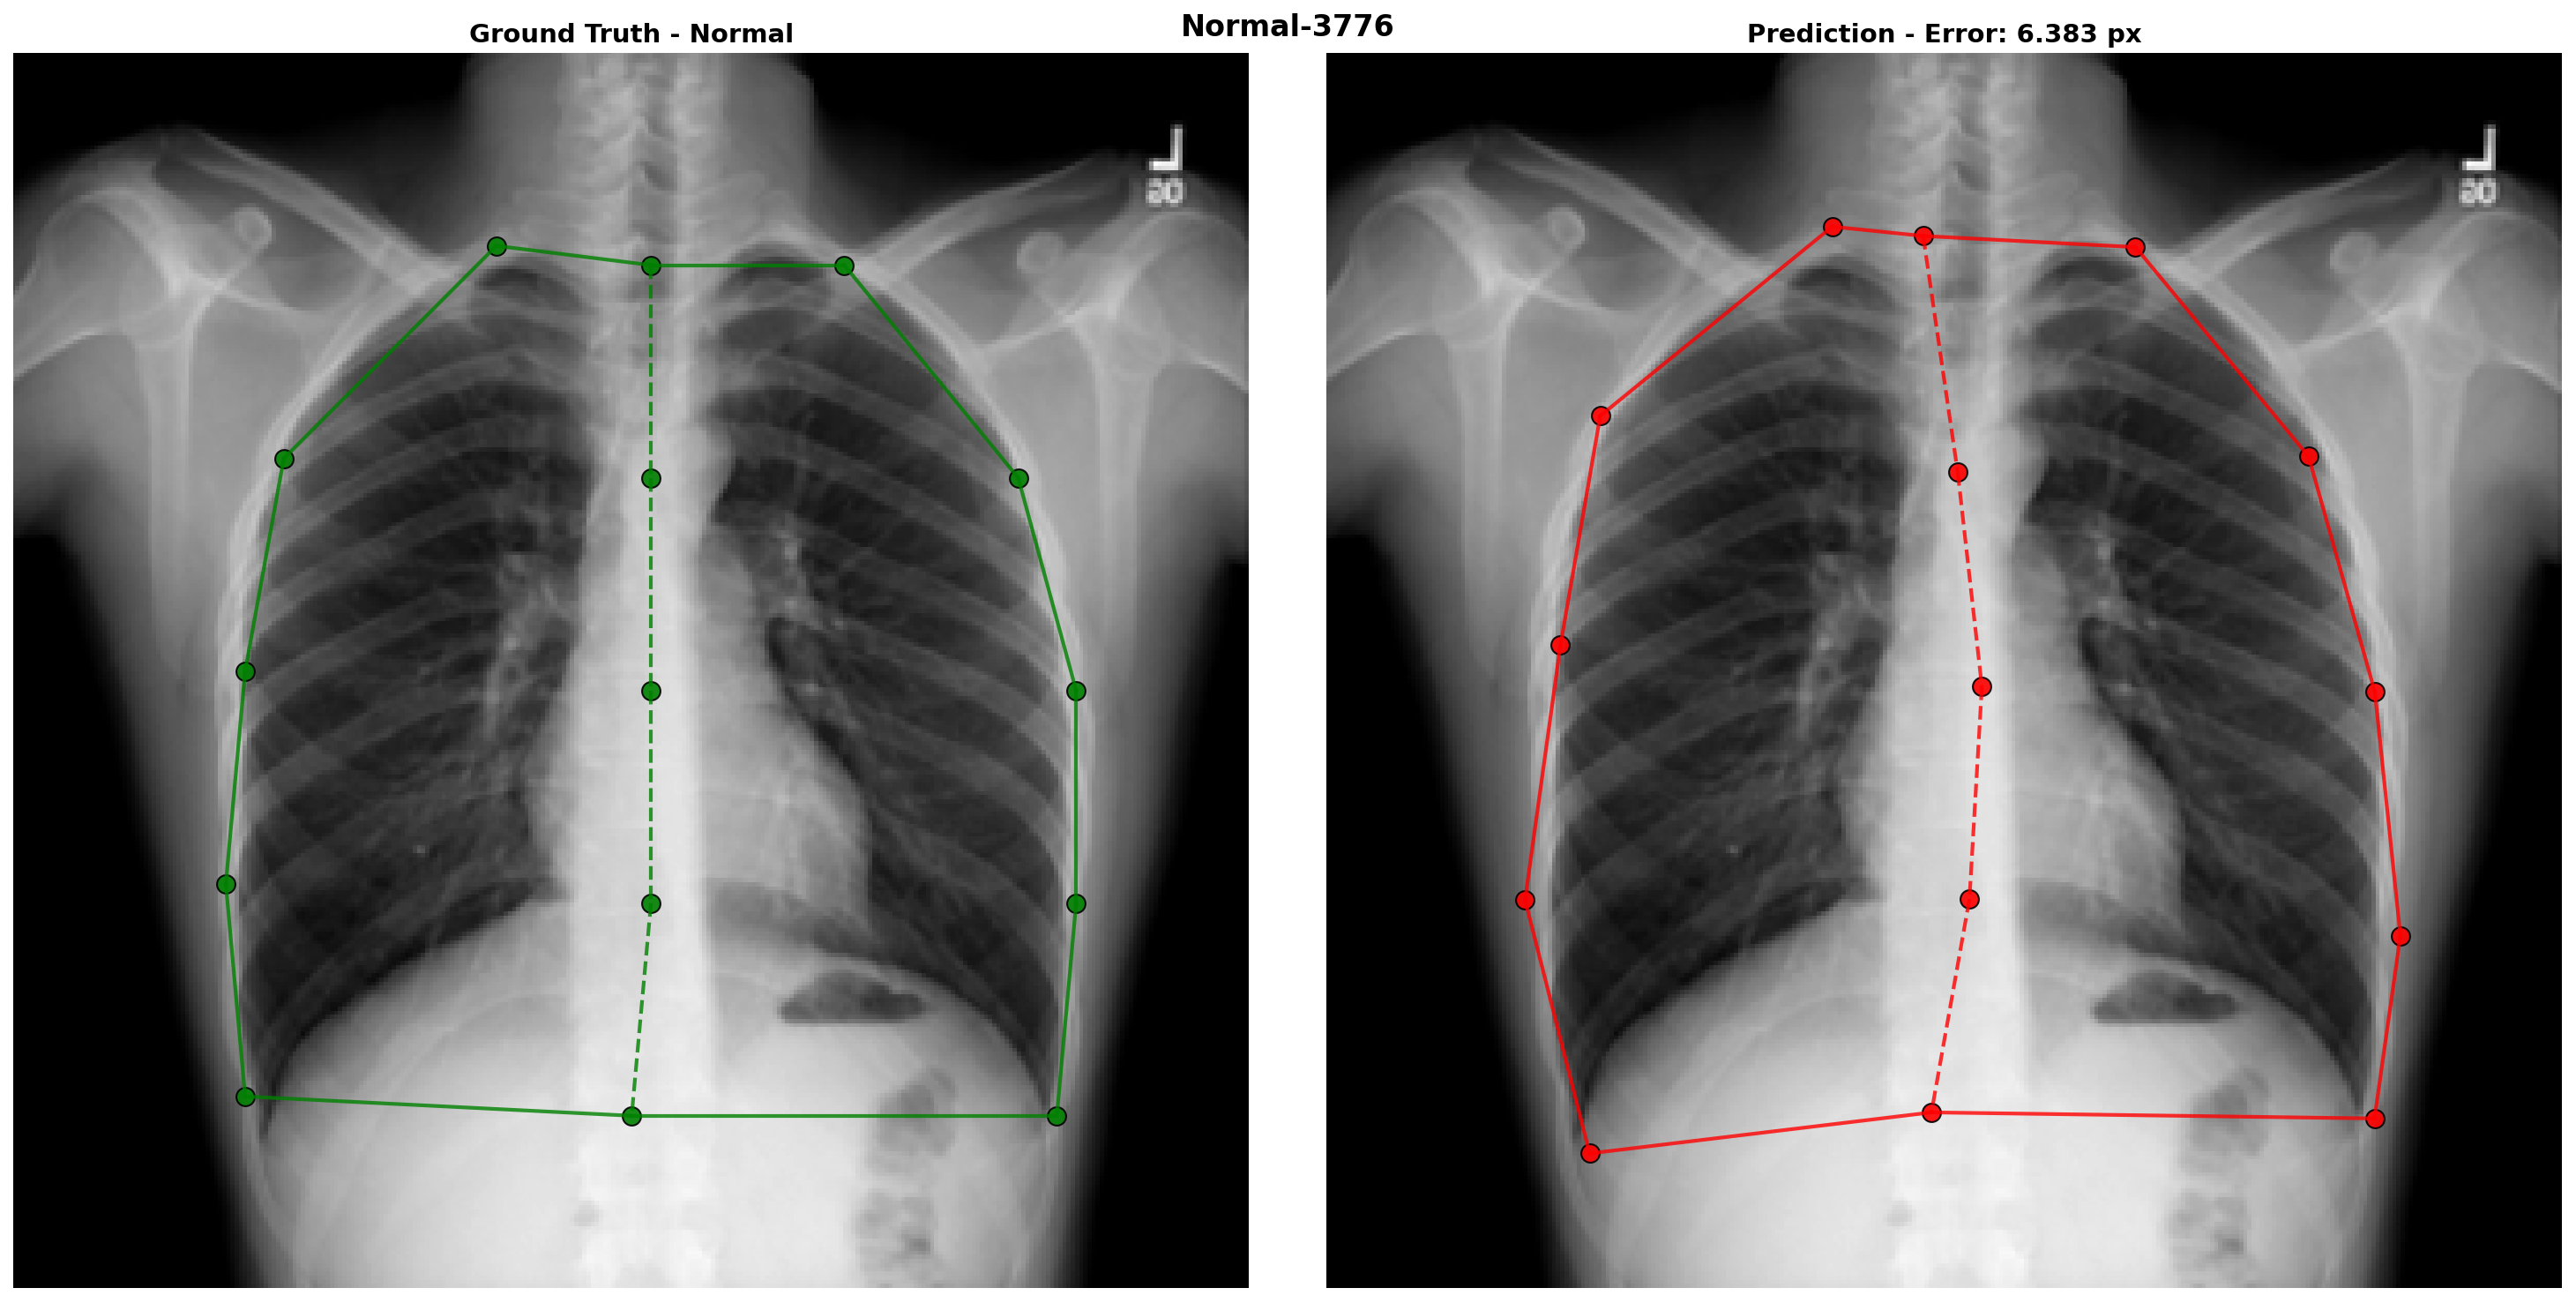 Normal-3776
Ground Truth - Normal
Prediction - Error: 6.383 px
L
L